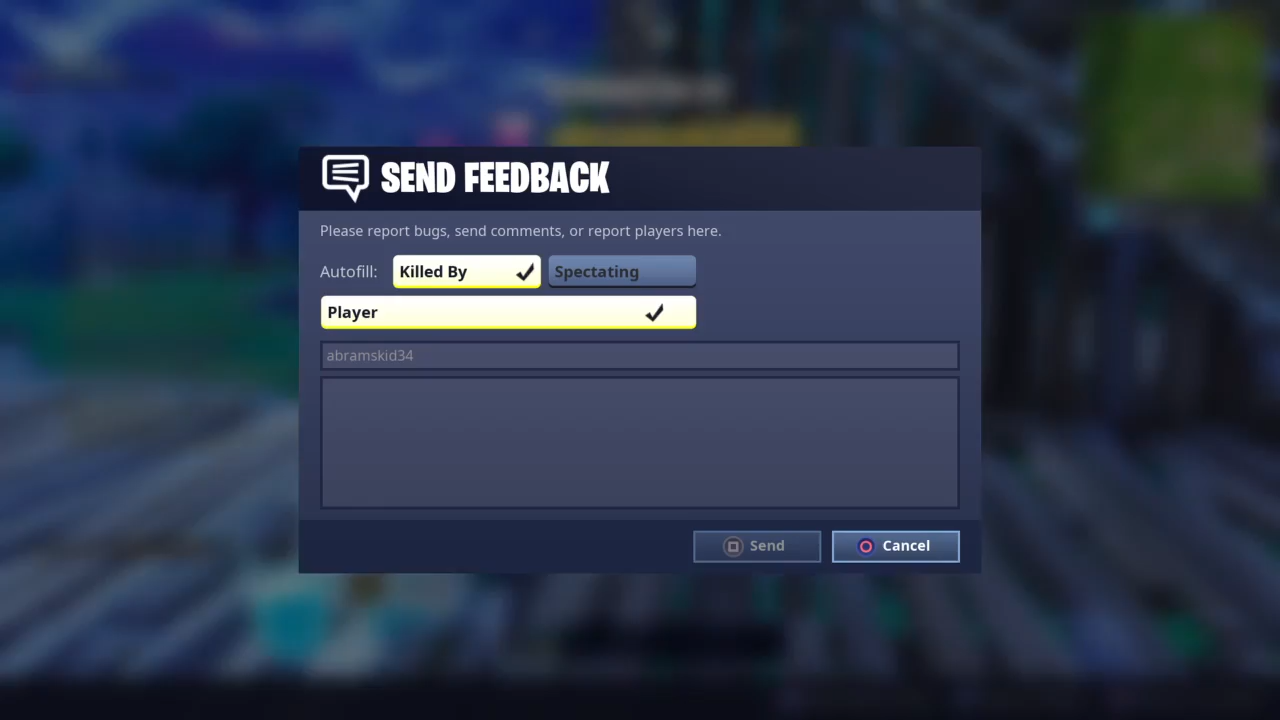 SEND FEEDBACK
Please report bugs, send comments, or report players here.
Autofill: Killed By Spectating
Player
abramskid34
Send Cancel